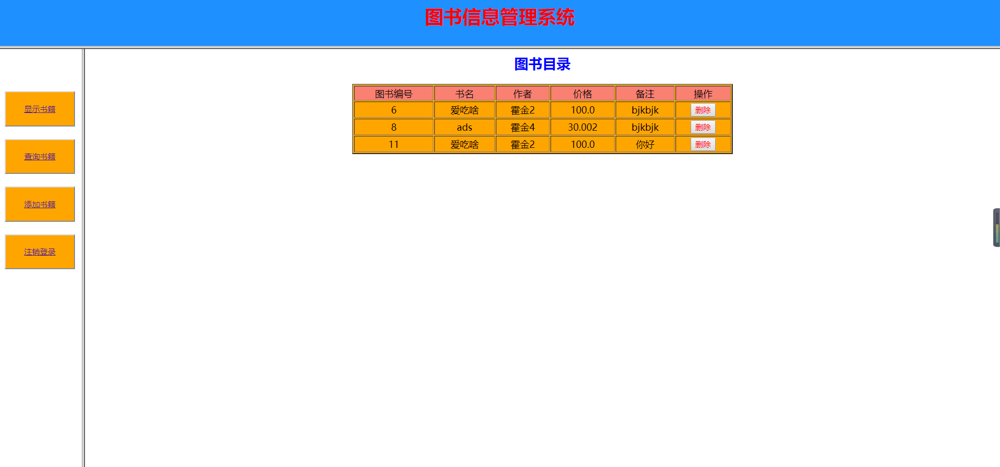 图书信息管理系统
显示书籍
查询书籍
添加书籍
注销登录
图书目录
图书编号 书名 作者 价格 备注 操作
6 爱吃啥 霍金2 100.0 bjkbjk 删除
8 ads 霍金4 30.002 bjkbjk 删除
11 爱吃啥 霍金2 100.0 你好 删除